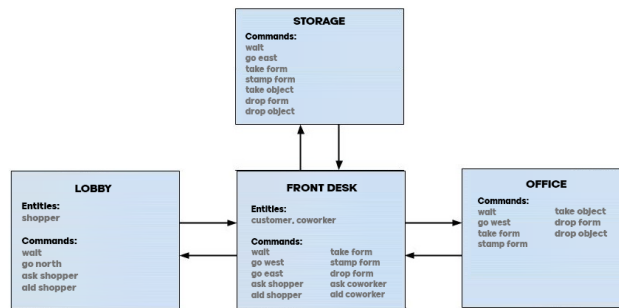 STORAGE
Commands:
wait
go east
take form
stamp form
take object
drop form
drop object
LOBBY
Entities:
shopper
Commands:
wait
go north
ask shopper
aid shopper
FRONT DESK
Entities:
customer, coworker
Commands:
wait take form
go west stamp form
go east drop form
ask shopper ask coworker
aid shopper aid coworker
OFFICE
Commands:
wait take object
go west drop form
take form drop object
stamp form